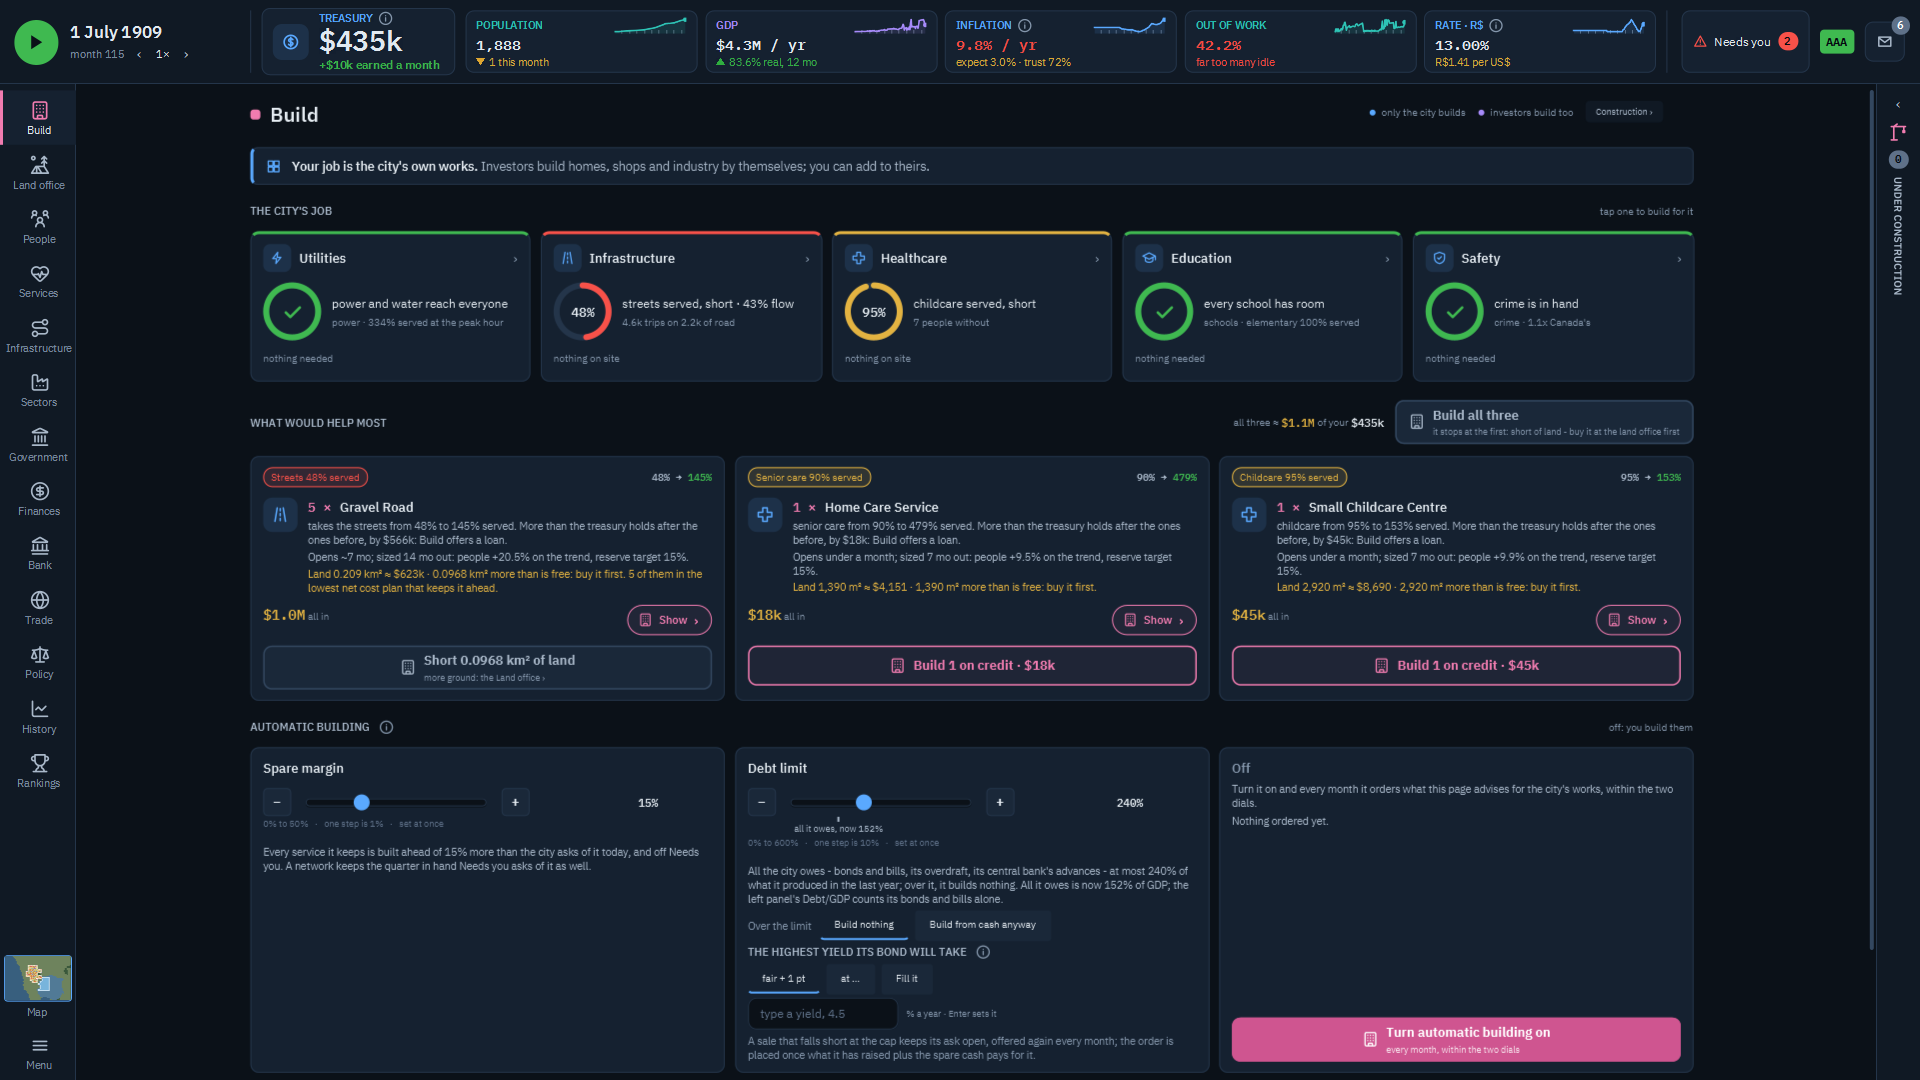 1 July 1909
month 115 ‹ 1× ›
TREASURY
$435k
+$10k earned a month
POPULATION
1,888
▼ 1 this month
GDP
$4.3M / yr
▲ 83.6% real, 12 mo
INFLATION
9.8% / yr
expect 3.0% · trust 72%
OUT OF WORK
42.2%
far too many idle
RATE · R$
13.00%
R$1.41 per US$
Needs you 2
AAA
6
Build
Land office
People
Services
Infrastructure
Sectors
Government
Finances
Bank
Trade
Policy
History
Rankings
Map
Menu
Build
only the city builds
investors build too
Construction ›
Your job is the city's own works. Investors build homes, shops and industry by themselves; you can add to theirs.
THE CITY'S JOB
tap one to build for it
Utilities ›
power and water reach everyone
power · 334% served at the peak hour
nothing needed
Infrastructure ›
48%
streets served, short · 43% flow
4.6k trips on 2.2k of road
nothing on site
Healthcare ›
95%
childcare served, short
7 people without
nothing on site
Education ›
every school has room
schools · elementary 100% served
nothing needed
Safety ›
crime is in hand
crime · 1.1x Canada's
nothing needed
WHAT WOULD HELP MOST
all three ≈ $1.1M of your $435k
Build all three
it stops at the first: short of land - buy it at the land office first
Streets 48% served
48% → 145%
5 × Gravel Road
takes the streets from 48% to 145% served. More than the treasury holds after the
ones before, by $566k: Build offers a loan.
Opens ~7 mo; sized 14 mo out: people +20.5% on the trend, reserve target 15%.
Land 0.209 km² ≈ $623k · 0.0968 km² more than is free: buy it first. 5 of them in the
lowest net cost plan that keeps it ahead.
$1.0M all in
Show ›
Short 0.0968 km² of land
more ground: the Land office ›
Senior care 90% served
90% → 479%
1 × Home Care Service
senior care from 90% to 479% served. More than the treasury holds after the ones
before, by $18k: Build offers a loan.
Opens under a month; sized 7 mo out: people +9.5% on the trend, reserve target
15%.
Land 1,390 m² ≈ $4,151 · 1,390 m² more than is free: buy it first.
$18k all in
Show ›
Build 1 on credit · $18k
Childcare 95% served
95% → 153%
1 × Small Childcare Centre
childcare from 95% to 153% served. More than the treasury holds after the ones
before, by $45k: Build offers a loan.
Opens under a month; sized 7 mo out: people +9.9% on the trend, reserve target
15%.
Land 2,920 m² ≈ $8,690 · 2,920 m² more than is free: buy it first.
$45k all in
Show ›
Build 1 on credit · $45k
AUTOMATIC BUILDING
off: you build them
Spare margin
− + 15%
0% to 50% · one step is 1% · set at once
Every service it keeps is built ahead of 15% more than the city asks of it today, and off Needs
you. A network keeps the quarter in hand Needs you asks of it as well.
Debt limit
− + 240%
all it owes, now 152%
0% to 600% · one step is 10% · set at once
All the city owes - bonds and bills, its overdraft, its central bank's advances - at most 240% of
what it produced in the last year; over it, it builds nothing. All it owes is now 152% of GDP; the
left panel's Debt/GDP counts its bonds and bills alone.
Over the limit Build nothing Build from cash anyway
THE HIGHEST YIELD ITS BOND WILL TAKE
fair + 1 pt at ... Fill it
type a yield, 4.5 % a year · Enter sets it
A sale that falls short at the cap keeps its ask open, offered again every month; the order is
placed once what it has raised plus the spare cash pays for it.
Off
Turn it on and every month it orders what this page advises for the city's works, within the two
dials.
Nothing ordered yet.
Turn automatic building on
every month, within the two dials
‹
0
UNDER CONSTRUCTION